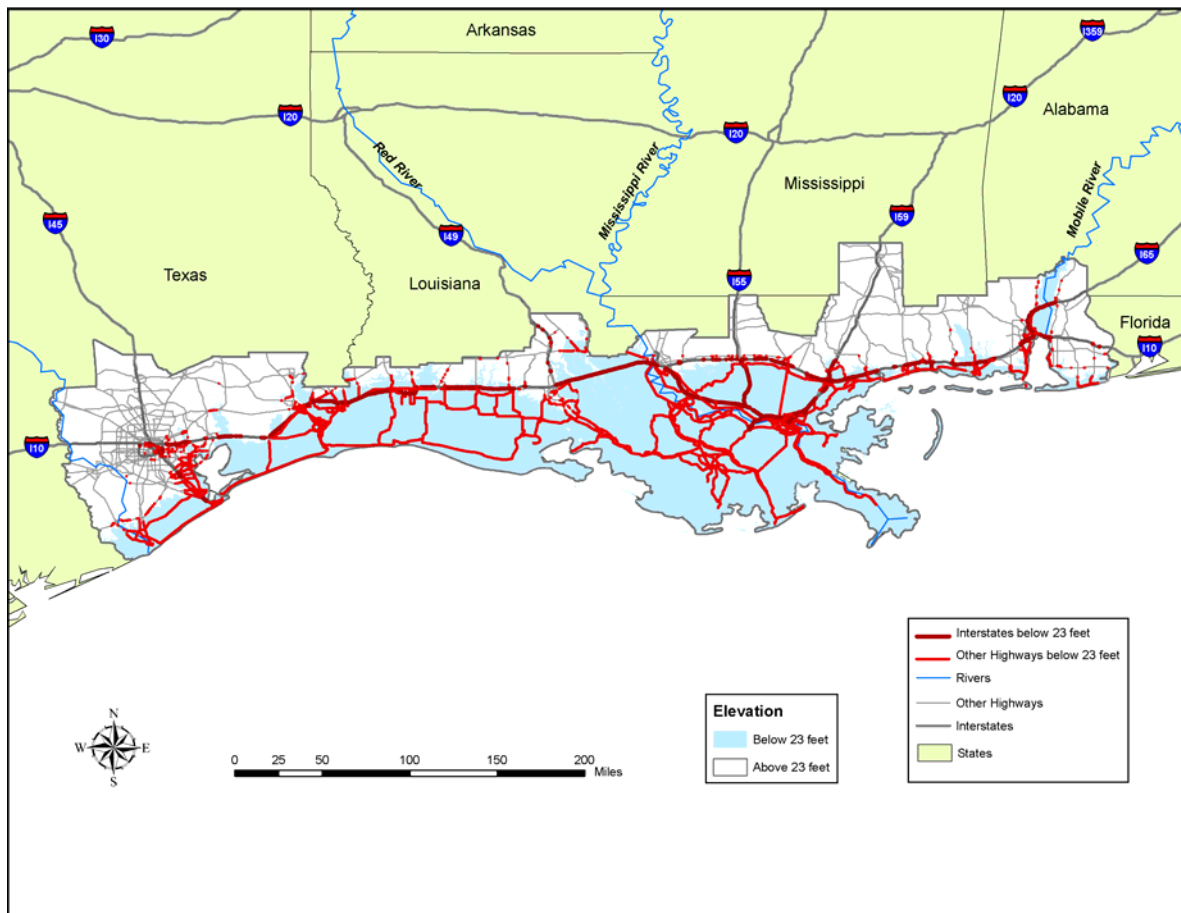 Arkansas
I30
I359
I20
Alabama
I20
I20
Red River
Mississippi River
Mississippi
Mobile River
I45
I59
I49
I65
Texas
Louisiana
I55
Florida
I10
I10
Interstates below 23 feet
Other Highways below 23 feet
Rivers
Other Highways
Interstates
States
Elevation
Below 23 feet
Above 23 feet
N
W E
S
0 25 50 100 150 200
Miles